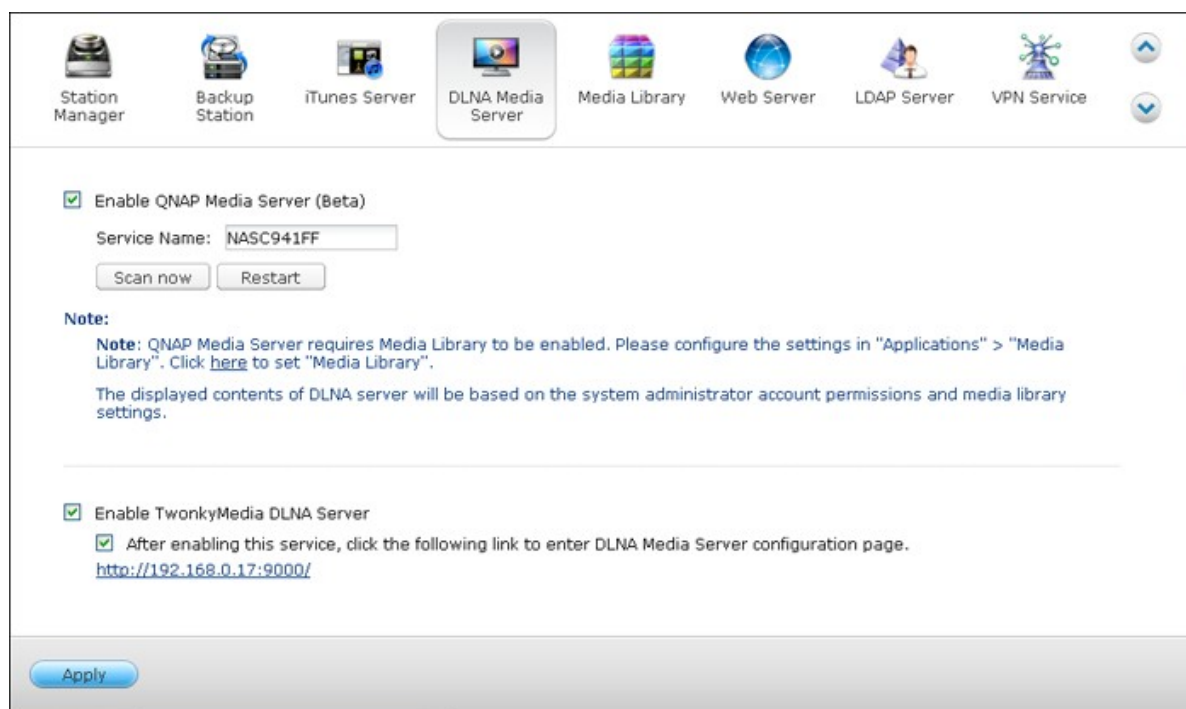 Station
Manager
Backup
Station
iTunes Server
DLNA Media
Server
Media Library
Web Server
LDAP Server
VPN Service
Enable QNAP Media Server (Beta)
Service Name: NASC941FF
Scan now Restart
Note:
Note: QNAP Media Server requires Media Library to be enabled. Please configure the settings in "Applications" > "Media
Library". Click here to set "Media Library".
The displayed contents of DLNA server will be based on the system administrator account permissions and media library
settings.
Enable TwonkyMedia DLNA Server
After enabling this service, click the following link to enter DLNA Media Server configuration page.
http://192.168.0.17:9000/
Apply